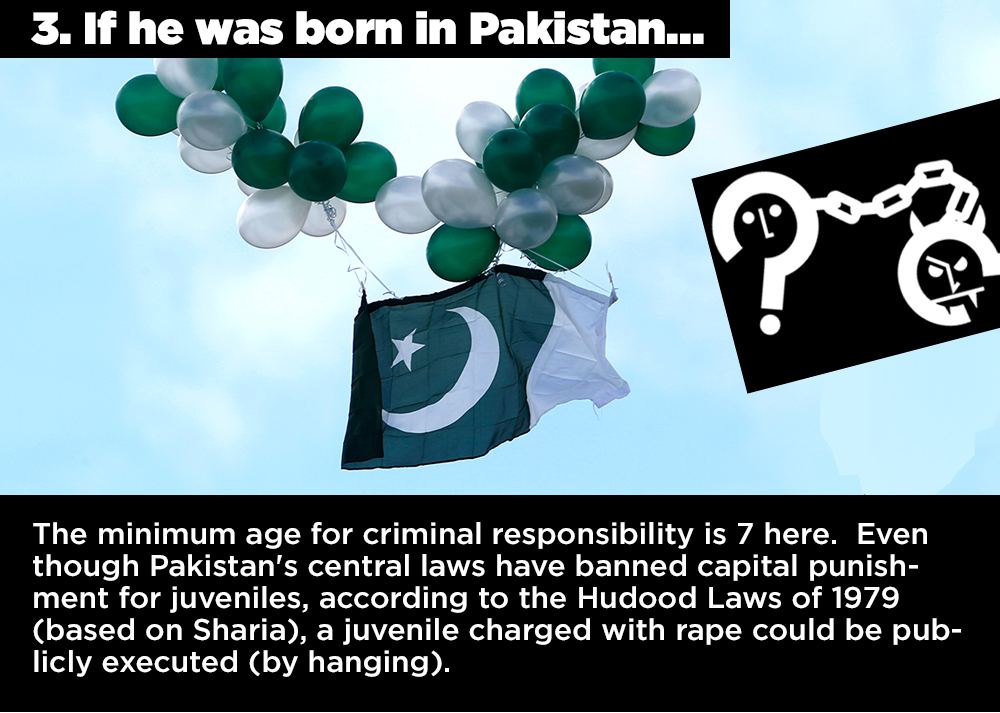 3. If he was born in Pakistan...
The minimum age for criminal responsibility is 7 here.  Even
though Pakistan's central laws have banned capital punish-
ment for juveniles, according to the Hudood Laws of 1979
(based on Sharia), a juvenile charged with rape could be pub-
licly executed (by hanging).